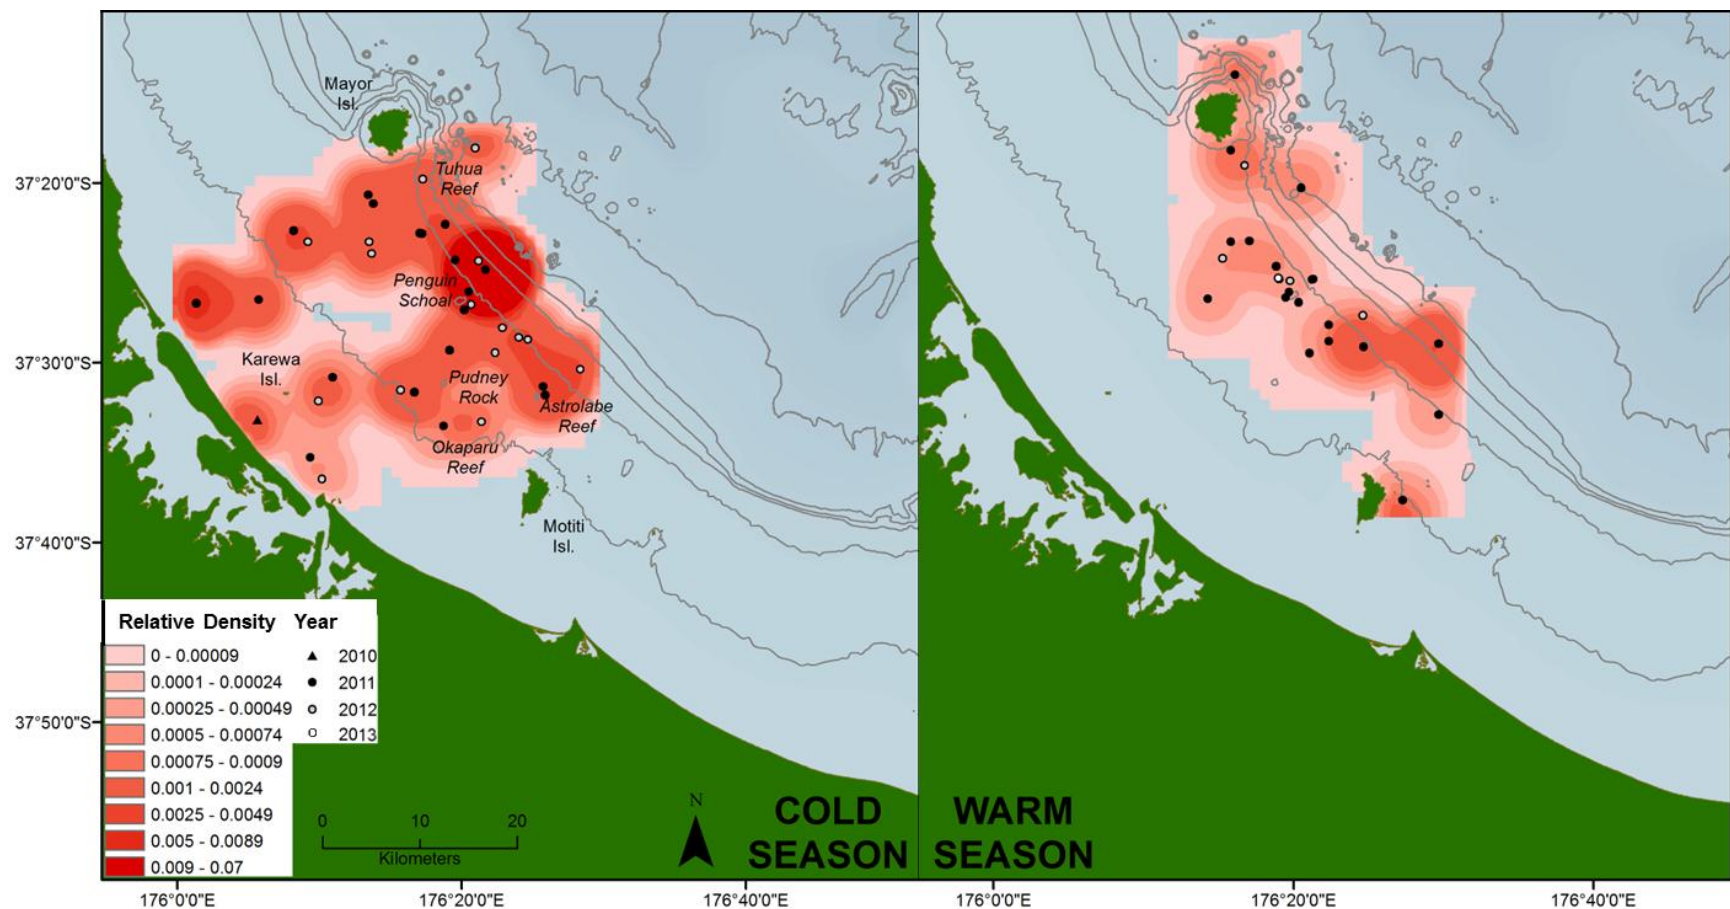 Mayor
Isl.
Tuhua
Reef
37°20'0"S
Penguin
Schoal
37°30'0"S
Karewa
Isl.
Pudney
Rock
Astrolabe
Reef
Okaparu
Reef
Motiti
Isl.
37°40'0"S
Relative Density Year
0 - 0.00009 2010
0.0001 - 0.00024 2011
0.00025 - 0.00049 2012
0.0005 - 0.00074 2013
0.00075 - 0.0009
0.001 - 0.0024
0.0025 - 0.0049
0.005 - 0.0089
0.009 - 0.07
37°50'0"S
0 10 20
Kilometers
N
COLD
SEASON
WARM
SEASON
176°0'0"E 176°20'0"E 176°40'0"E 176°0'0"E 176°20'0"E 176°40'0"E